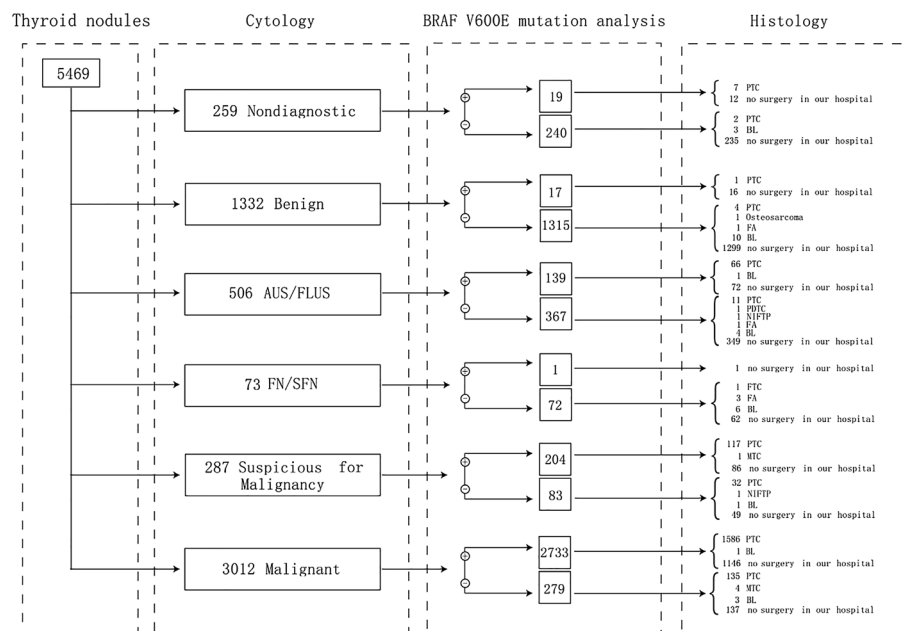 Thyroid nodules
Cytology
BRAF V600E mutation analysis
Histology
5469
259 Nondiagnostic
+
19
7 PTC
12 no surgery in our hospital
−
240
2 PTC
3 BL
235 no surgery in our hospital
1332 Benign
+
17
1 PTC
16 no surgery in our hospital
−
1315
4 PTC
1 Osteosarcoma
1 FA
10 BL
1299 no surgery in our hospital
506 AUS/FLUS
+
139
66 PTC
1 BL
72 no surgery in our hospital
−
367
11 PTC
1 PDTC
1 NIFTP
1 FA
4 BL
349 no surgery in our hospital
73 FN/SFN
+
1
1 no surgery in our hospital
−
72
1 FTC
3 FA
6 BL
62 no surgery in our hospital
287 Suspicious for
Malignancy
+
204
117 PTC
1 MTC
86 no surgery in our hospital
−
83
32 PTC
1 NIFTP
1 BL
49 no surgery in our hospital
3012 Malignant
+
2733
1586 PTC
1 BL
1146 no surgery in our hospital
−
279
135 PTC
4 MTC
3 BL
137 no surgery in our hospital